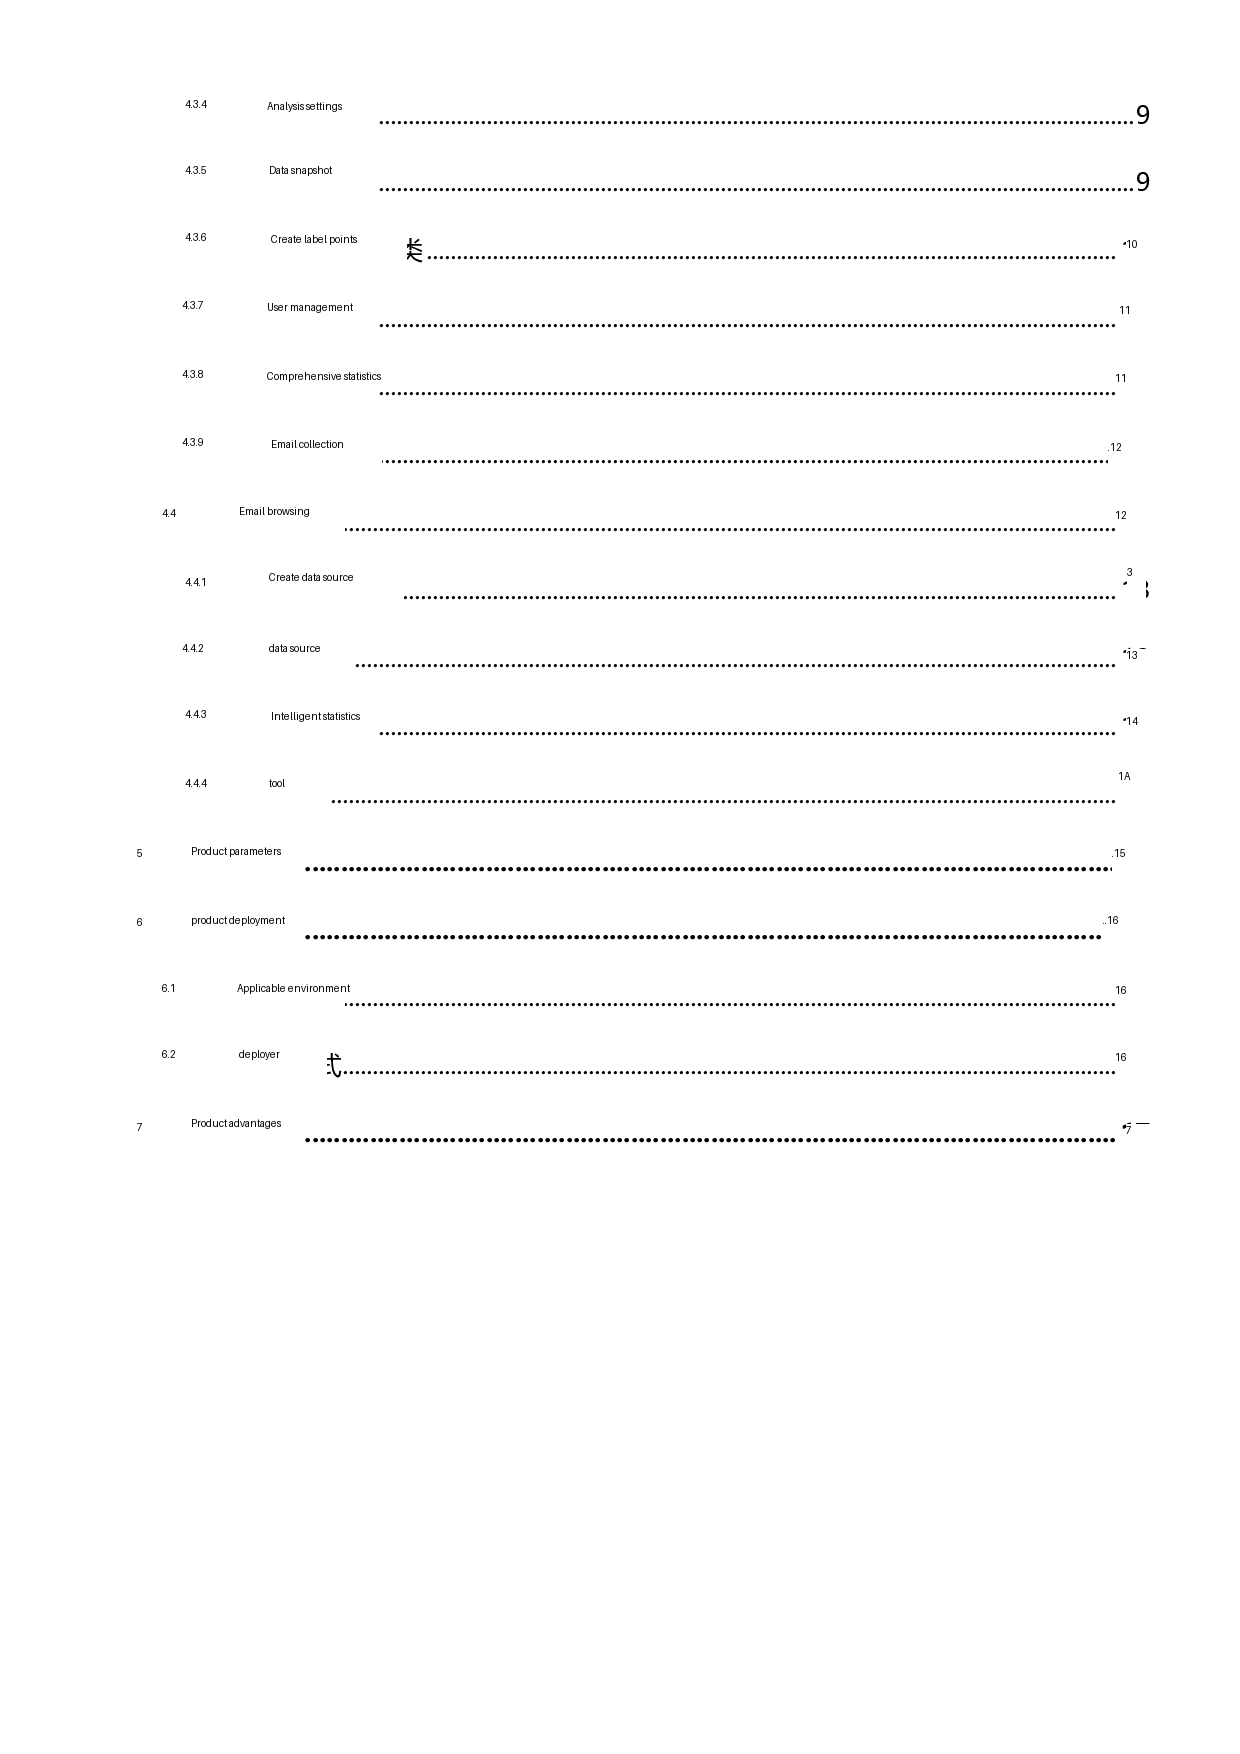 4.3.4 Analysis settings ........ 9
4.3.5 Data snapshot ........ 9
4.3.6 Create label points ........ 10
4.3.7 User management ........ 11
4.3.8 Comprehensive statistics ........ 11
4.3.9 Email collection ........ 12
4.4 Email browsing ........ 12
4.4.1 Create data source ........ 3
4.4.2 data source ........ 13
4.4.3 Intelligent statistics ........ 14
4.4.4 tool ........ 1A
5 Product parameters ........ 15
6 product deployment ........ 16
6.1 Applicable environment ........ 16
6.2 deployer ........ 16
7 Product advantages ........ 7